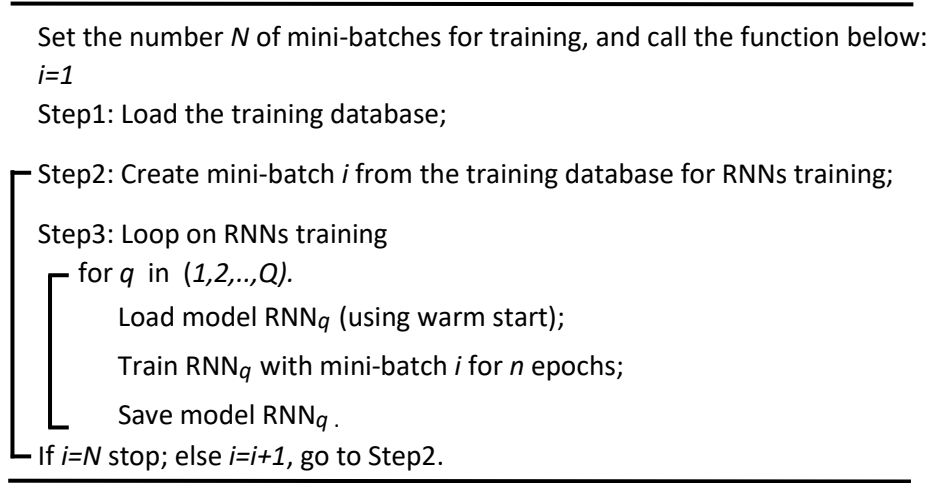 Set the number N of mini-batches for training, and call the function below:
i=1
Step1: Load the training database;
Step2: Create mini-batch i from the training database for RNNs training;
Step3: Loop on RNNs training
for q in (1,2,..,Q).
Load model RNNq (using warm start);
Train RNNq with mini-batch i for n epochs;
Save model RNNq .
If i=N stop; else i=i+1, go to Step2.